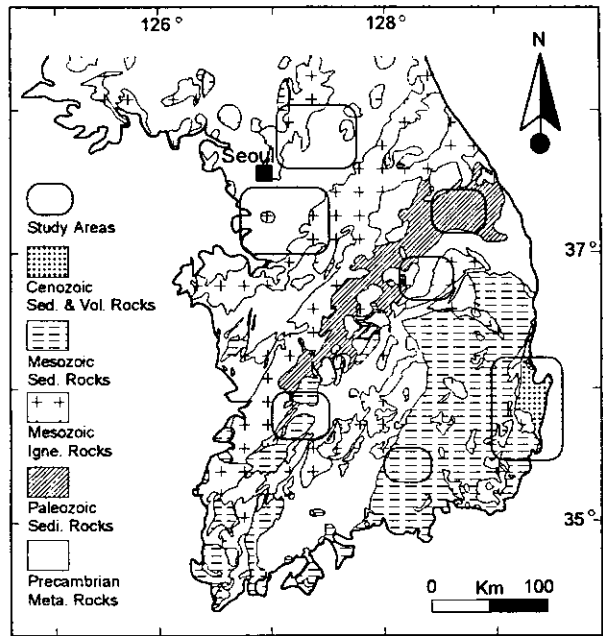 126° 128°
N
Seoul
Study Areas
37°
Cenozoic
Sed. & Vol. Rocks
Mesozoic
Sed. Rocks
Mesozoic
Igne. Rocks
Paleozoic
Sedi. Rocks
35°
Precambrian
Meta. Rocks
0 Km 100